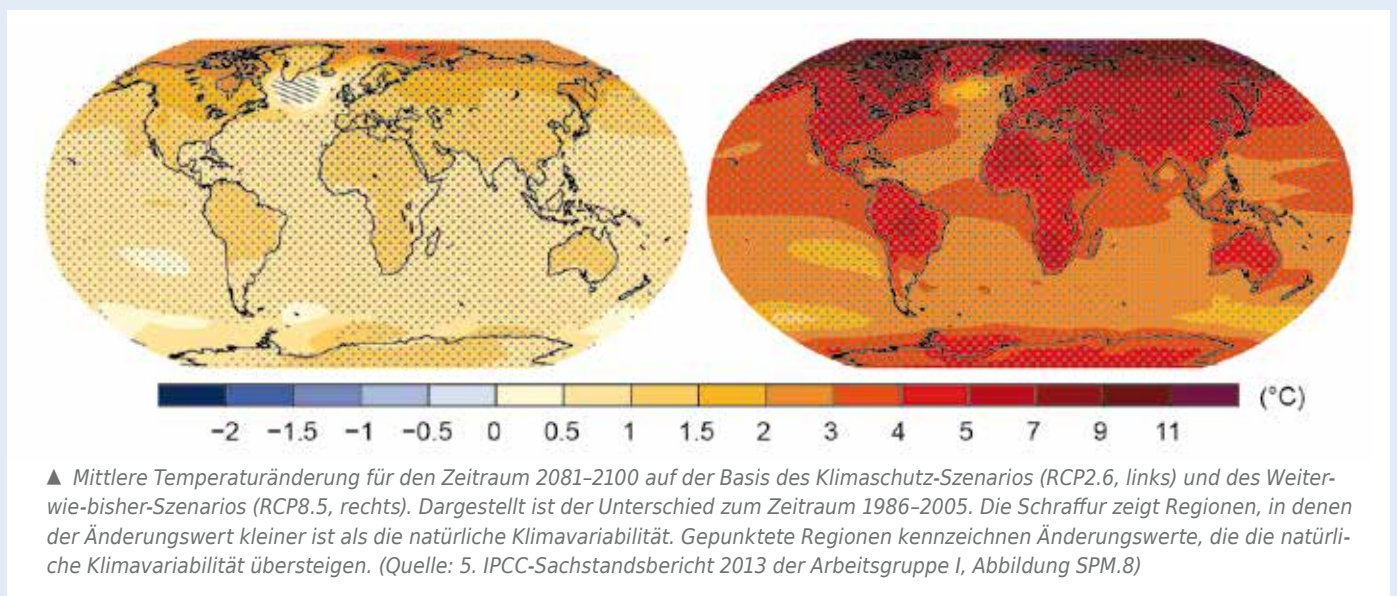 (°C)
−2 −1.5 −1 −0.5 0 0.5 1 1.5 2 3 4 5 7 9 11
▲ Mittlere Temperaturänderung für den Zeitraum 2081–2100 auf der Basis des Klimaschutz-Szenarios (RCP2.6, links) und des Weiter-
wie-bisher-Szenarios (RCP8.5, rechts). Dargestellt ist der Unterschied zum Zeitraum 1986–2005. Die Schraffur zeigt Regionen, in denen
der Änderungswert kleiner ist als die natürliche Klimavariabilität. Gepunktete Regionen kennzeichnen Änderungswerte, die die natürli-
che Klimavariabilität übersteigen. (Quelle: 5. IPCC-Sachstandsbericht 2013 der Arbeitsgruppe I, Abbildung SPM.8)